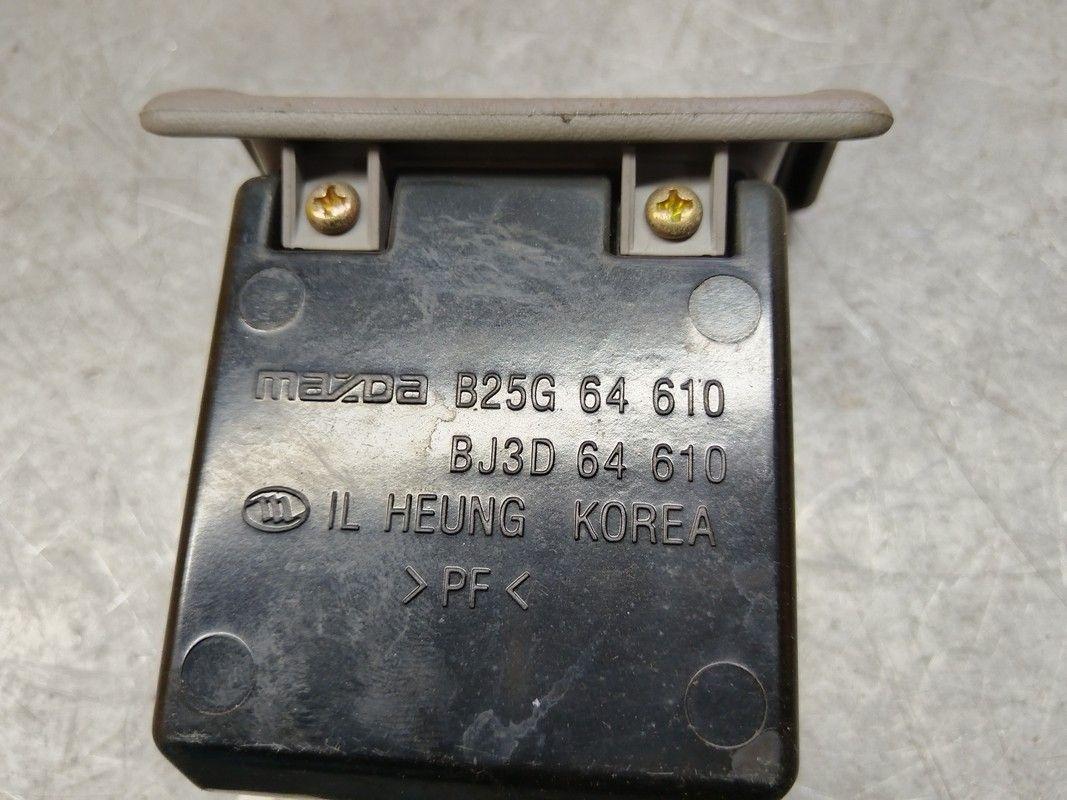 mazda B25G 64 610
BJ3D 64 610
IL HEUNG KOREA
>PF<